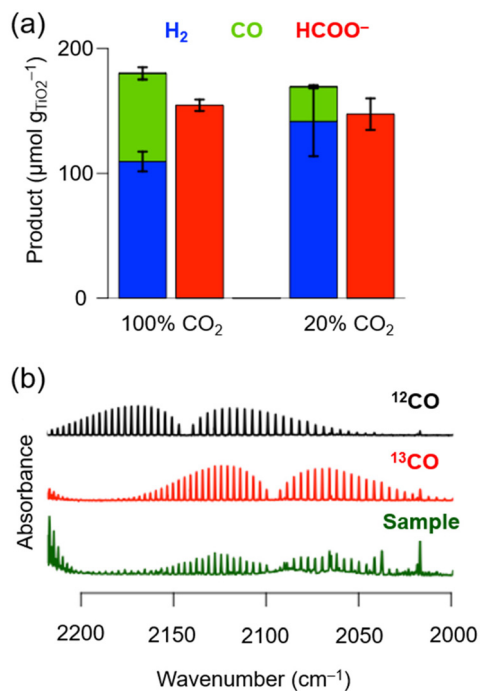 (a)
H₂ CO HCOO⁻
Product (µmol g_TiO2⁻¹)
200
100
0
100% CO₂ 20% CO₂
(b)
¹²CO
¹³CO
Sample
Absorbance
2200 2150 2100 2050 2000
Wavenumber (cm⁻¹)